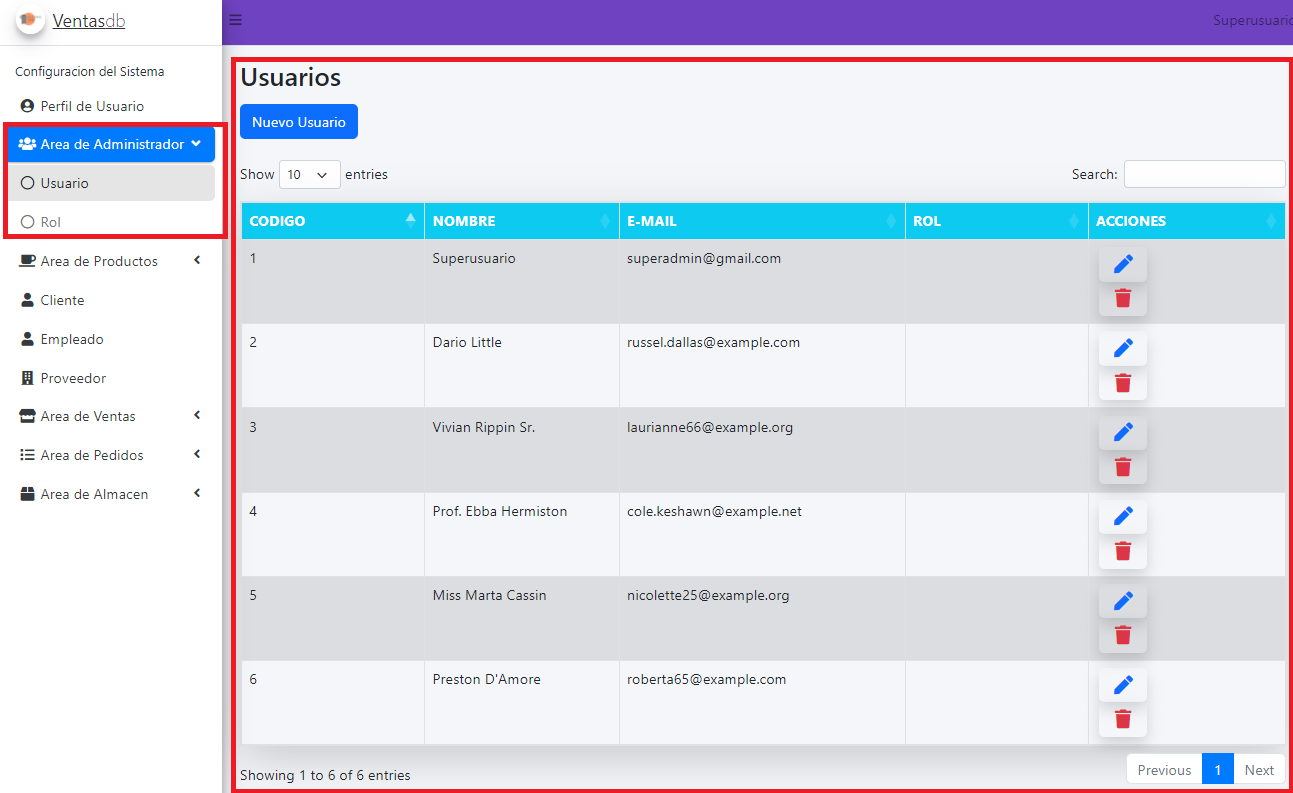 Ventasdb
Superusuario
Configuracion del Sistema
Perfil de Usuario
Area de Administrador
Usuario
Rol
Area de Productos
Cliente
Empleado
Proveedor
Area de Ventas
Area de Pedidos
Area de Almacen
Usuarios
Nuevo Usuario
Show 10 entries Search:
CODIGO NOMBRE E-MAIL ROL ACCIONES
1 Superusuario superadmin@gmail.com
2 Dario Little russel.dallas@example.com
3 Vivian Rippin Sr. laurianne66@example.org
4 Prof. Ebba Hermiston cole.keshawn@example.net
5 Miss Marta Cassin nicolette25@example.org
6 Preston D'Amore roberta65@example.com
Showing 1 to 6 of 6 entries Previous 1 Next